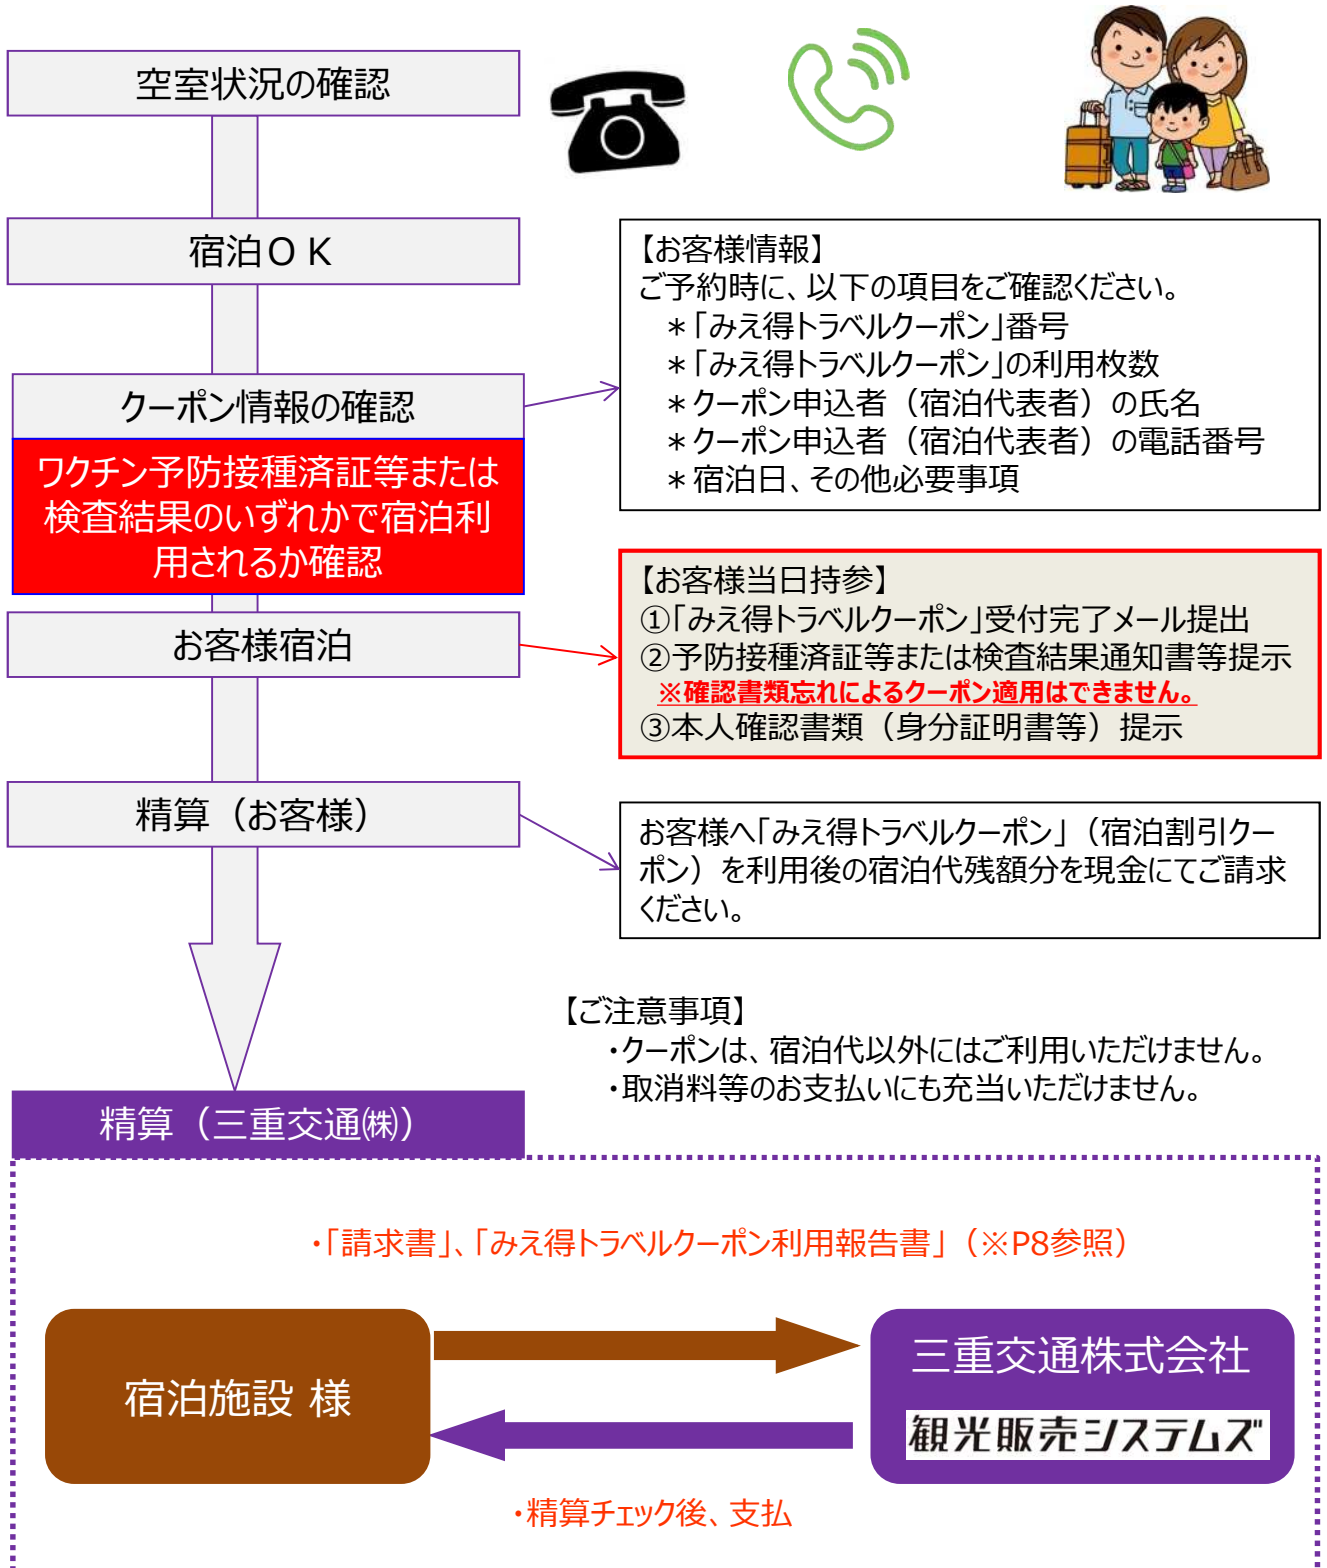 空室状況の確認
宿泊ＯＫ
【お客様情報】
ご予約時に、以下の項目をご確認ください。
＊「みえ得トラベルクーポン」番号
＊「みえ得トラベルクーポン」の利用枚数
＊クーポン申込者（宿泊代表者）の氏名
＊クーポン申込者（宿泊代表者）の電話番号
＊宿泊日、その他必要事項
クーポン情報の確認
ワクチン予防接種済証等または
検査結果のいずれかで宿泊利
用されるか確認
お客様宿泊
【お客様当日持参】
①「みえ得トラベルクーポン」受付完了メール提出
②予防接種済証等または検査結果通知書等提示
※確認書類忘れによるクーポン適用はできません。
③本人確認書類（身分証明書等）提示
精算（お客様）
お客様へ「みえ得トラベルクーポン」（宿泊割引クー
ポン）を利用後の宿泊代残額分を現金にてご請求
ください。
【ご注意事項】
・クーポンは、宿泊代以外にはご利用いただけません。
・取消料等のお支払いにも充当いただけません。
精算（三重交通㈱）
・「請求書」、「みえ得トラベルクーポン利用報告書」（※P8参照）
宿泊施設 様
三重交通株式会社
観光販売システムズ
・精算チェック後、支払